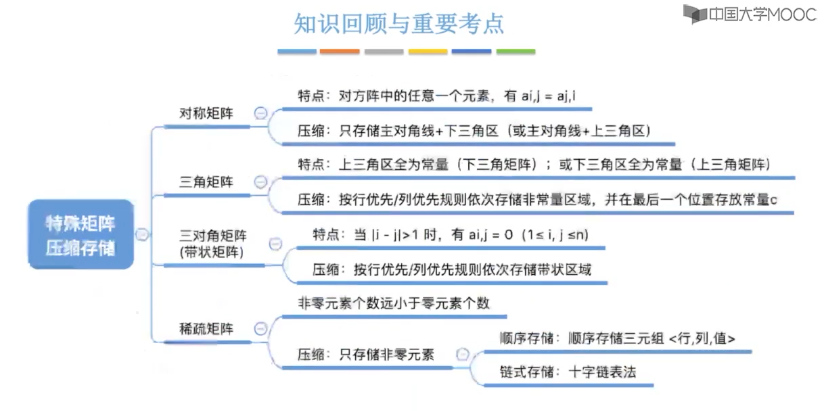 知识回顾与重要考点
中国大学MOOC
特殊矩阵
压缩存储
对称矩阵
特点：对方阵中的任意一个元素，有 ai,j = aj,i
压缩：只存储主对角线+下三角区（或主对角线+上三角区）
三角矩阵
特点：上三角区全为常量（下三角矩阵）；或下三角区全为常量（上三角矩阵）
压缩：按行优先/列优先规则依次存储非常量区域，并在最后一个位置存放常量c
三对角矩阵
(带状矩阵)
特点：当 |i - j|>1 时，有 ai,j = 0 (1≤ i, j ≤n)
压缩：按行优先/列优先规则依次存储带状区域
稀疏矩阵
非零元素个数远小于零元素个数
压缩：只存储非零元素
顺序存储：顺序存储三元组 <行,列,值>
链式存储：十字链表法